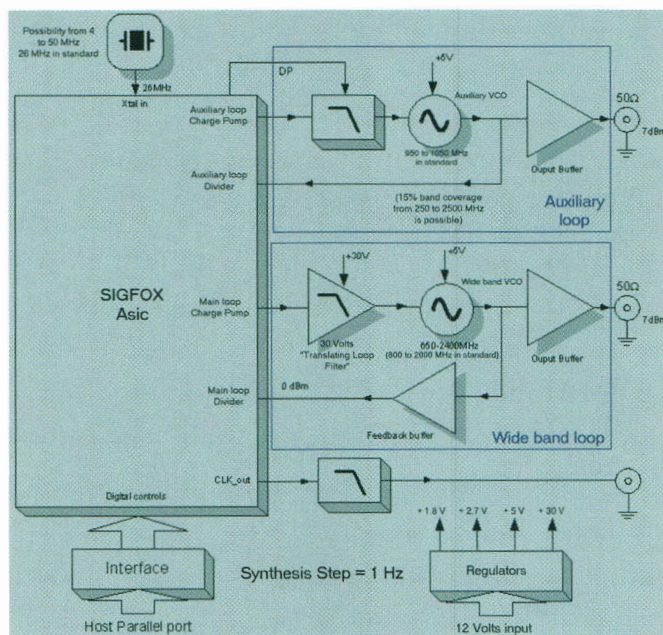 Possibility from 4
to 50 MHz
26 MHz in standard
26MHz
Xtal in
DP
+5V
Auxiliary VCO
50Ω
7dBm
Auxiliary loop
Charge Pump
950 to 1050 MHz
in standard
Ouput Buffer
Auxiliary loop
Divider
(15% band coverage
from 250 to 2500 MHz
is possible)
Auxiliary
loop
SIGFOX
Asic
+30V
+5V
Wide band VCO
50Ω
7dBm
Main loop
Charge Pump
30 Volts
"Translating Loop
Filter"
650-2400MHz
(800 to 2000 MHz in standard)
Ouput Buffer
Main loop
Divider
0 dBm
Feedback buffer
Wide band loop
CLK_out
Digital controls
+ 1.8 V
+ 2.7 V
+ 5 V
+ 30 V
Interface
Synthesis Step = 1 Hz
Regulators
Host Parallel port
12 Volts input